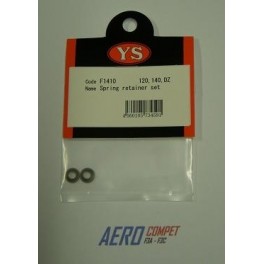 YS
Code F1410 120, 140, DZ
Name Spring retainer set
AERO COMPET
F3A - F3C